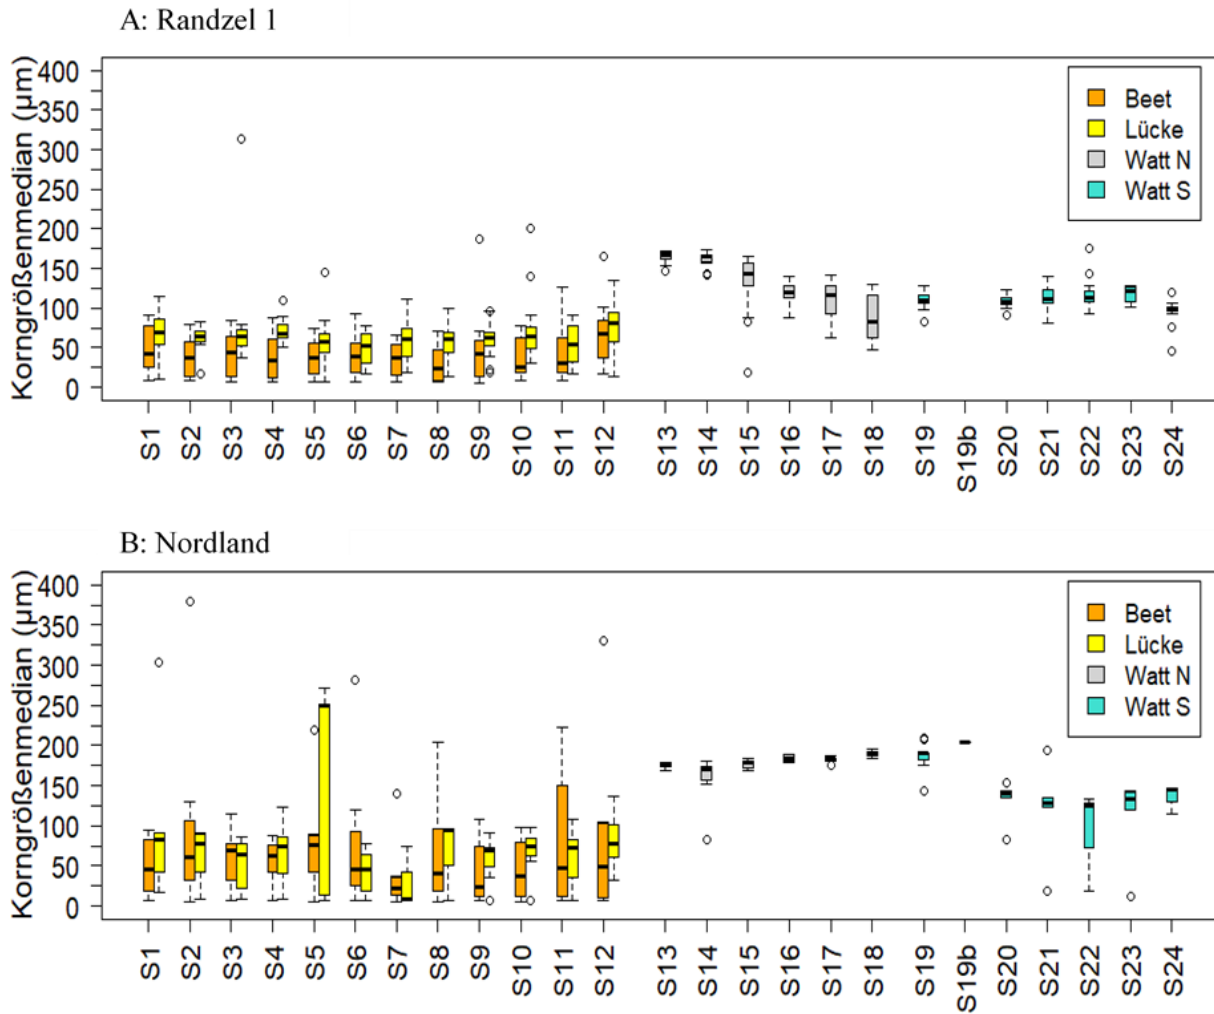 A: Randzel 1
Korngrößenmedian (µm)
400
350
300
250
200
150
100
50
0
Beet
Lücke
Watt N
Watt S
S1
S2
S3
S4
S5
S6
S7
S8
S9
S10
S11
S12
S13
S14
S15
S16
S17
S18
S19
S19b
S20
S21
S22
S23
S24
B: Nordland
Korngrößenmedian (µm)
400
350
300
250
200
150
100
50
0
Beet
Lücke
Watt N
Watt S
S1
S2
S3
S4
S5
S6
S7
S8
S9
S10
S11
S12
S13
S14
S15
S16
S17
S18
S19
S19b
S20
S21
S22
S23
S24